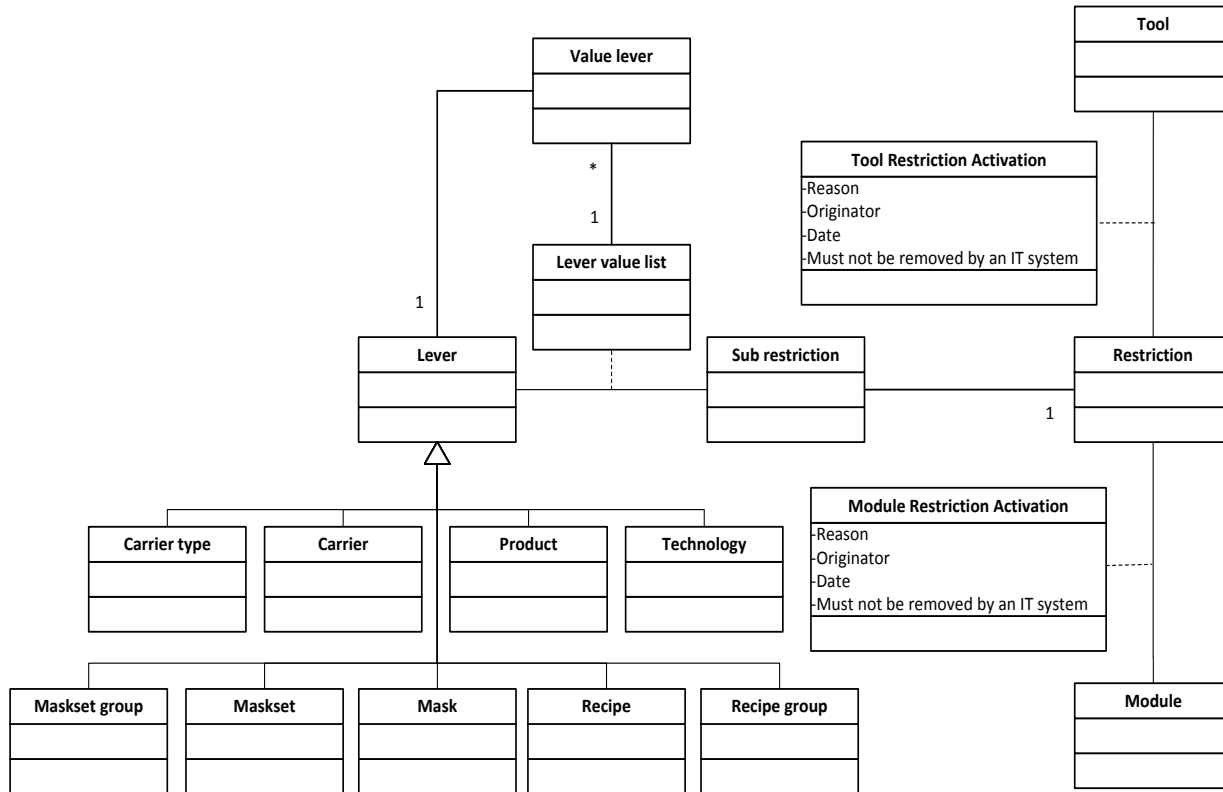 Tool
Value lever
Tool Restriction Activation
-Reason
-Originator
-Date
-Must not be removed by an IT system
*
1
Lever value list
1
Lever
Sub restriction
Restriction
1
Module Restriction Activation
-Reason
-Originator
-Date
-Must not be removed by an IT system
Carrier type
Carrier
Product
Technology
Maskset group
Maskset
Mask
Recipe
Recipe group
Module